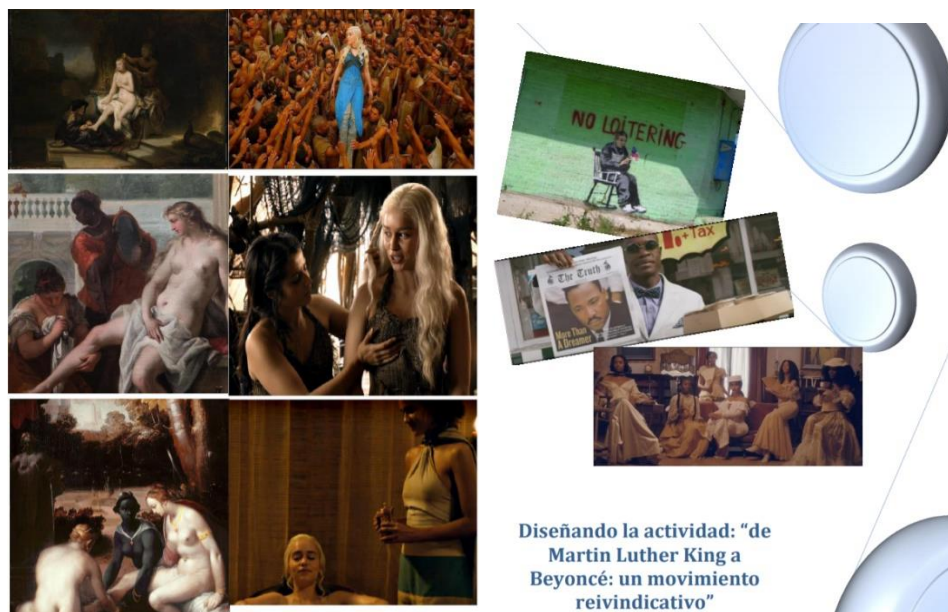 NO LOITERING
+Tax
The Truth
More Than
A Dreamer
Diseñando la actividad: “de
Martin Luther King a
Beyoncé: un movimiento
reivindicativo”